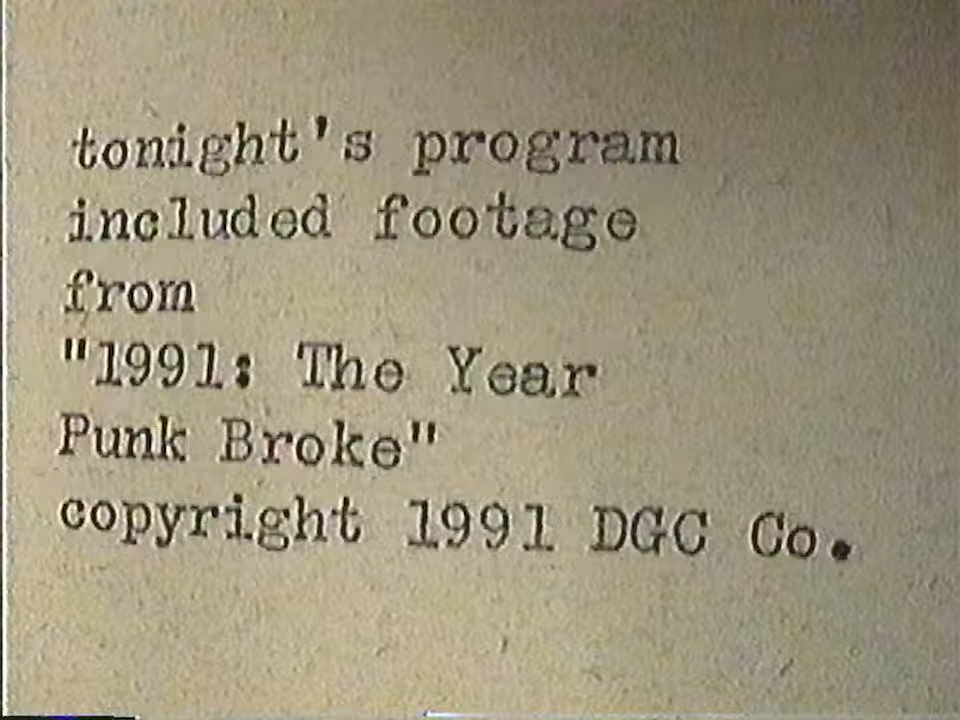 tonight's program
included footage
from
"1991: The Year
Punk Broke"
copyright 1991 DGC Co.